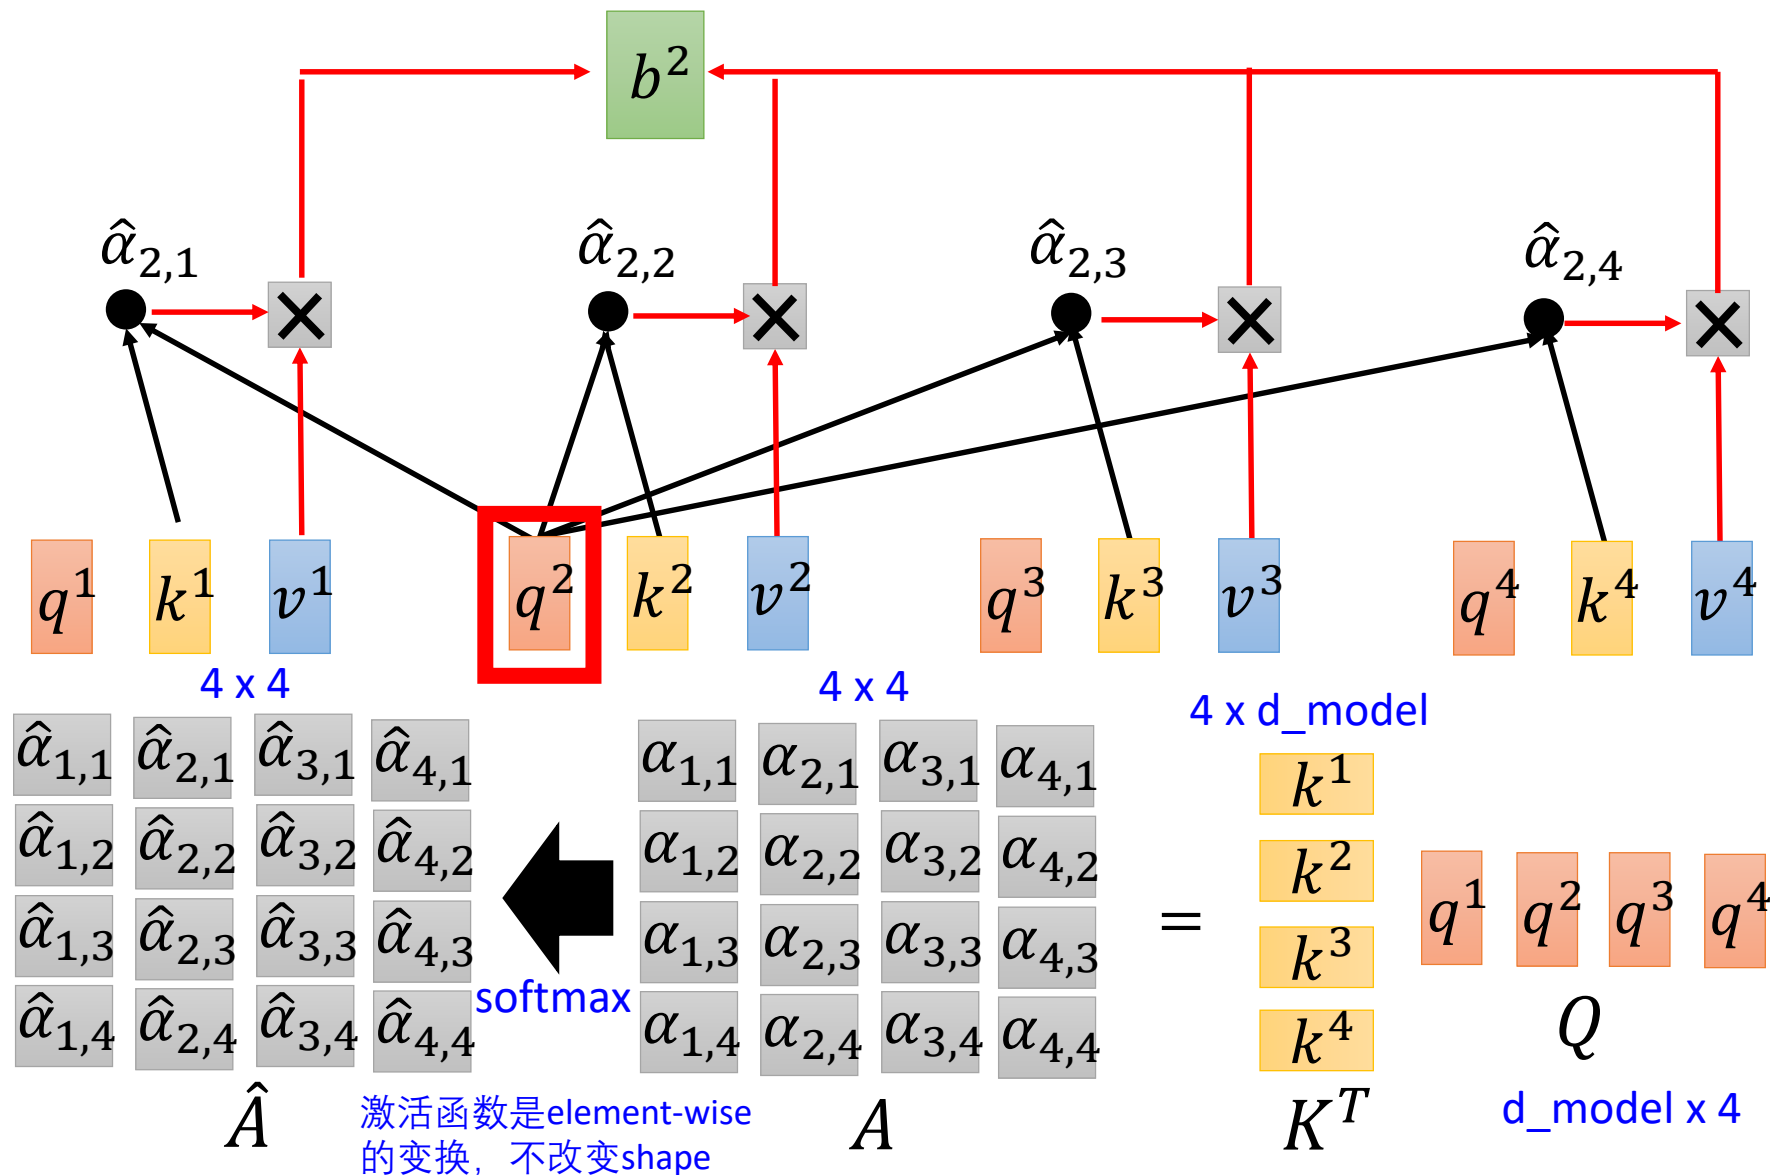 b²
α̂₂,₁ α̂₂,₂ α̂₂,₃ α̂₂,₄
× × × ×
q¹ k¹ v¹ q² k² v² q³ k³ v³ q⁴ k⁴ v⁴
4 x 4 4 x 4 4 x d_model
α̂₁,₁ α̂₂,₁ α̂₃,₁ α̂₄,₁ α₁,₁ α₂,₁ α₃,₁ α₄,₁ k¹
α̂₁,₂ α̂₂,₂ α̂₃,₂ α̂₄,₂ α₁,₂ α₂,₂ α₃,₂ α₄,₂ k²
α̂₁,₃ α̂₂,₃ α̂₃,₃ α̂₄,₃ α₁,₃ α₂,₃ α₃,₃ α₄,₃ = k³ q¹ q² q³ q⁴
softmax
α̂₁,₄ α̂₂,₄ α̂₃,₄ α̂₄,₄ α₁,₄ α₂,₄ α₃,₄ α₄,₄ k⁴ Q
Â A Kᵀ d_model x 4
激活函数是element-wise
的变换，不改变shape